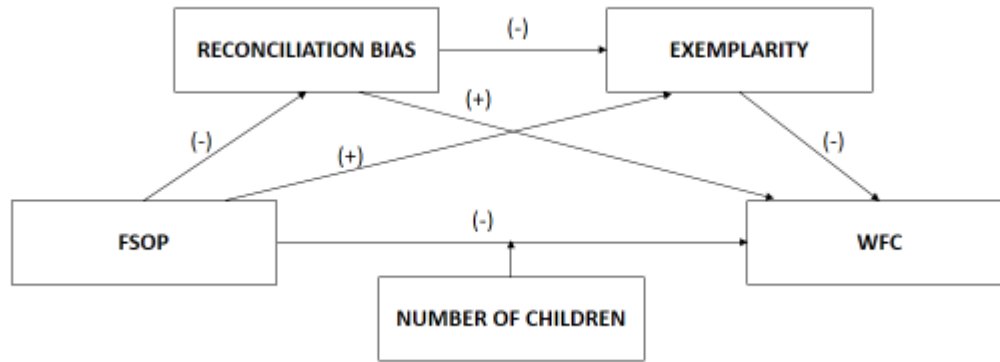 RECONCILIATION BIAS
(-)
EXEMPLARITY
(+)
(-)
(+)
(-)
FSOP
(-)
WFC
NUMBER OF CHILDREN